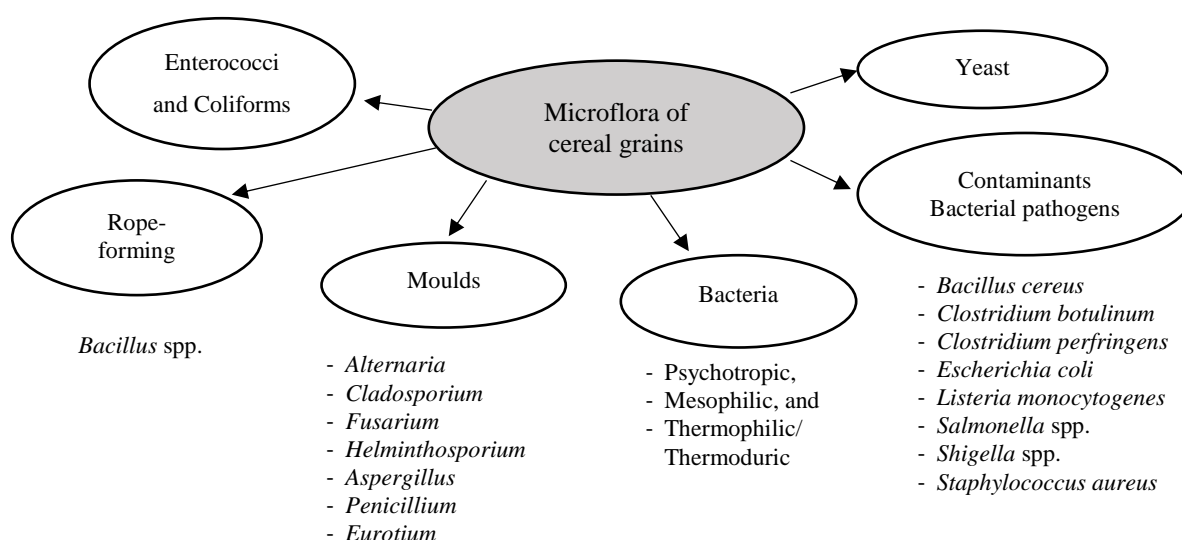 Microflora of
cereal grains
Enterococci
and Coliforms
Rope-
forming
Bacillus spp.
Moulds
- Alternaria
- Cladosporium
- Fusarium
- Helminthosporium
- Aspergillus
- Penicillium
- Eurotium
Bacteria
- Psychotropic,
- Mesophilic, and
- Thermophilic/
Thermoduric
Yeast
Contaminants
Bacterial pathogens
- Bacillus cereus
- Clostridium botulinum
- Clostridium perfringens
- Escherichia coli
- Listeria monocytogenes
- Salmonella spp.
- Shigella spp.
- Staphylococcus aureus